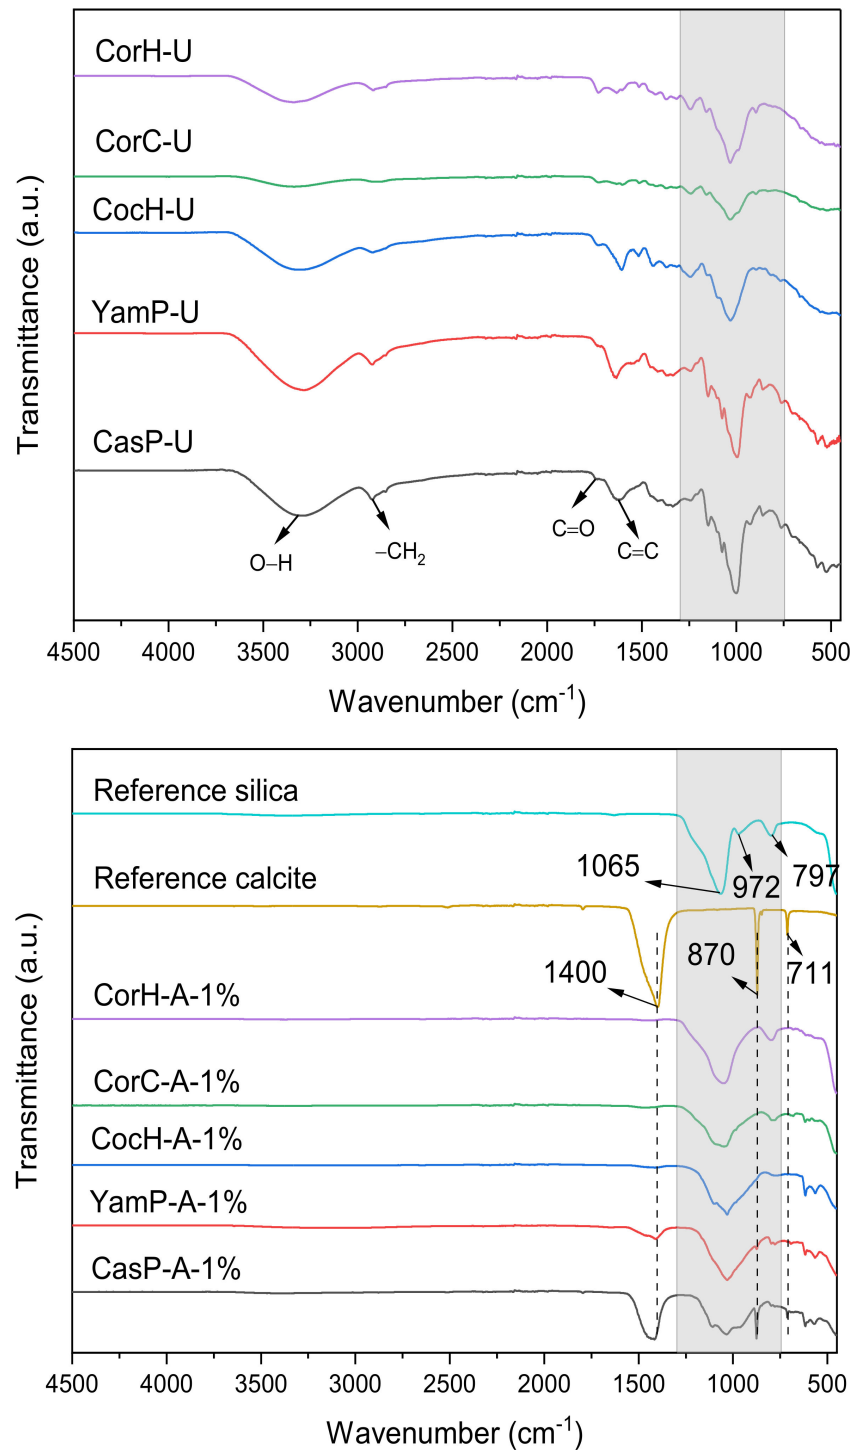 CorH-U
CorC-U
CocH-U
YamP-U
CasP-U
O–H
–CH₂
C=O
C=C
Transmittance (a.u.)
4500 4000 3500 3000 2500 2000 1500 1000 500
Wavenumber (cm⁻¹)
Reference silica
1065
972
797
Reference calcite
1400
870
711
CorH-A-1%
CorC-A-1%
CocH-A-1%
YamP-A-1%
CasP-A-1%
Transmittance (a.u.)
4500 4000 3500 3000 2500 2000 1500 1000 500
Wavenumber (cm⁻¹)